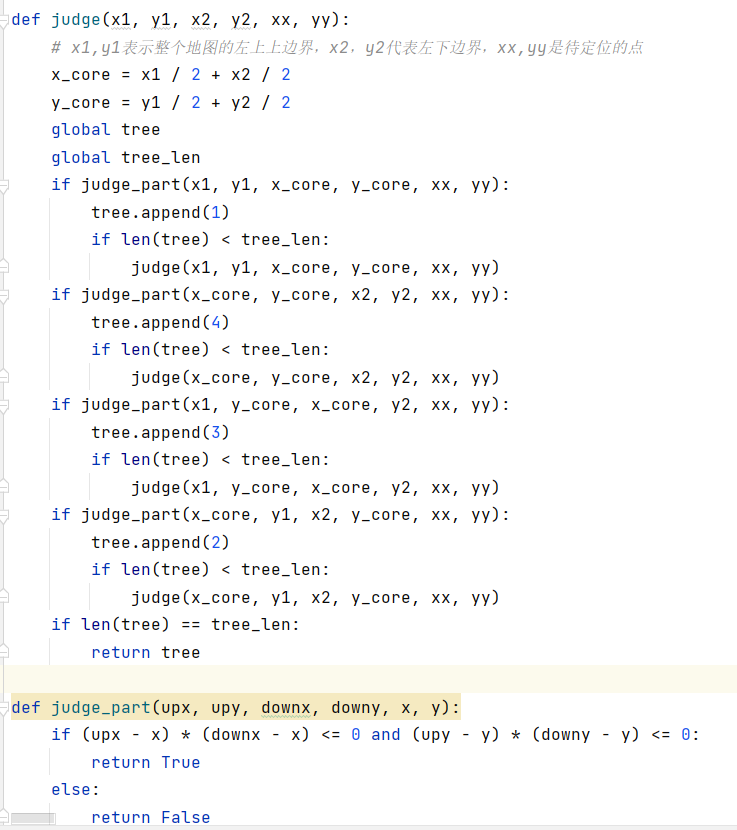 def judge(x1, y1, x2, y2, xx, yy):
    # x1,y1表示整个地图的左上上边界，x2，y2代表左下边界，xx,yy是待定位的点
    x_core = x1 / 2 + x2 / 2
    y_core = y1 / 2 + y2 / 2
    global tree
    global tree_len
    if judge_part(x1, y1, x_core, y_core, xx, yy):
        tree.append(1)
        if len(tree) < tree_len:
            judge(x1, y1, x_core, y_core, xx, yy)
    if judge_part(x_core, y_core, x2, y2, xx, yy):
        tree.append(4)
        if len(tree) < tree_len:
            judge(x_core, y_core, x2, y2, xx, yy)
    if judge_part(x1, y_core, x_core, y2, xx, yy):
        tree.append(3)
        if len(tree) < tree_len:
            judge(x1, y_core, x_core, y2, xx, yy)
    if judge_part(x_core, y1, x2, y_core, xx, yy):
        tree.append(2)
        if len(tree) < tree_len:
            judge(x_core, y1, x2, y_core, xx, yy)
    if len(tree) == tree_len:
        return tree
def judge_part(upx, upy, downx, downy, x, y):
    if (upx - x) * (downx - x) <= 0 and (upy - y) * (downy - y) <= 0:
        return True
    else:
        return False